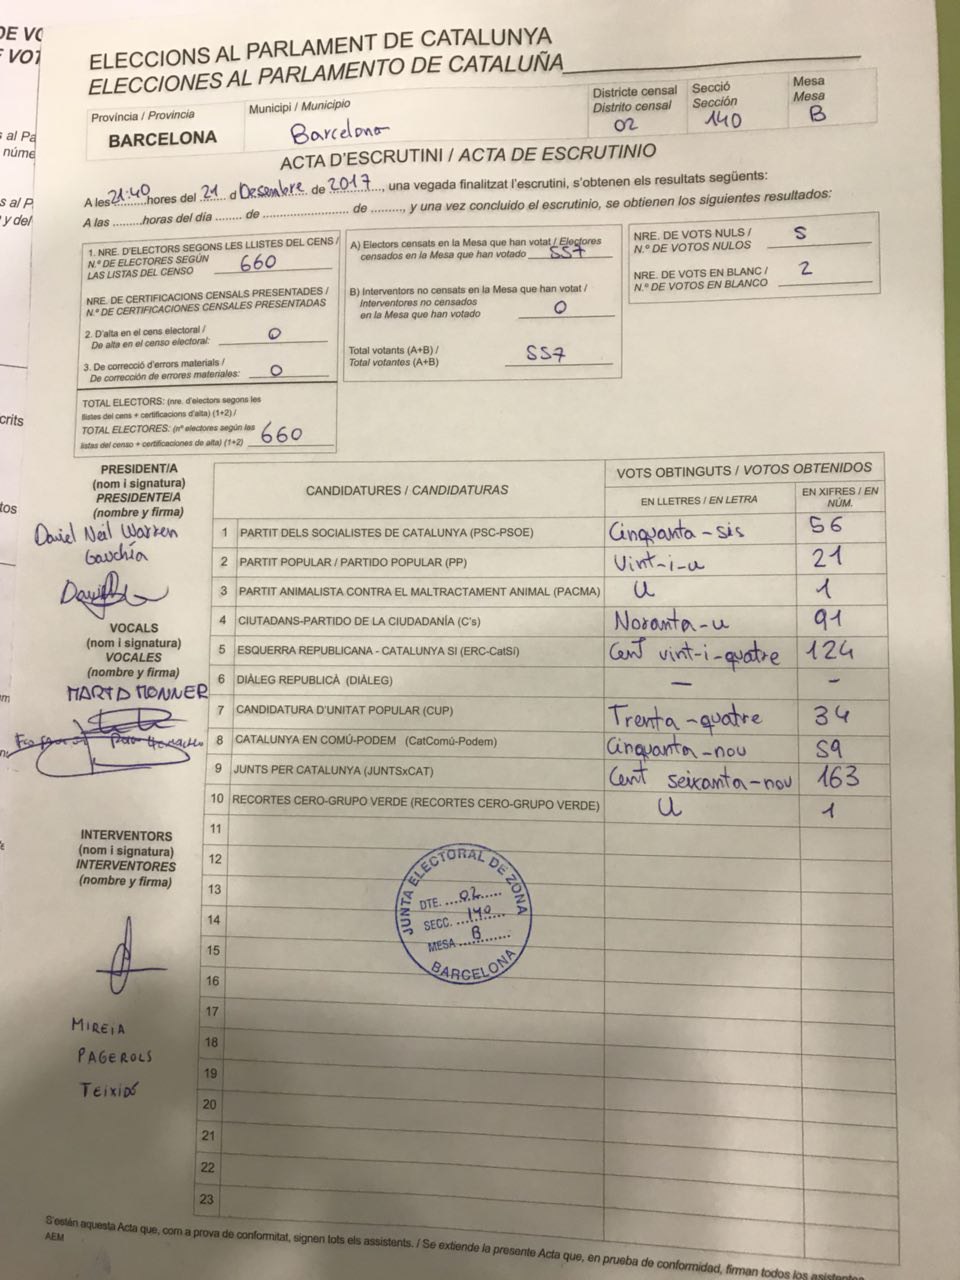 DE VO
E VOT
s al Pa
núme
s al P
y y del
crits
tos
ELECCIONS AL PARLAMENT DE CATALUNYA
ELECCIONES AL PARLAMENTO DE CATALUÑA
Província / Provincia
BARCELONA
Municipi / Municipio
Barcelona
Districte censal
Distrito censal
02
Secció
Sección
140
Mesa
Mesa
B
ACTA D'ESCRUTINI / ACTA DE ESCRUTINIO
A les 21:40 hores del 21 d Desembre de 2017, una vegada finalitzat l'escrutini, s'obtenen els resultats següents:
A las .........horas del día ........ de .......................... de .........., y una vez concluido el escrutinio, se obtienen los siguientes resultados:
1. NRE. D'ELECTORS SEGONS LES LLISTES DEL CENS /
N.º DE ELECTORES SEGÚN
LAS LISTAS DEL CENSO
660
NRE. DE CERTIFICACIONS CENSALS PRESENTADES /
N.º DE CERTIFICACIONES CENSALES PRESENTADAS
2. D'alta en el cens electoral /
De alta en el censo electoral:
0
3. De correcció d'errors materials /
De corrección de errores materiales:
0
TOTAL ELECTORS: (nre. d'electors segons les
llistes del cens + certificacions d'alta) (1+2) /
TOTAL ELECTORES: (nº electores según las
listas del censo + certificaciones de alta) (1+2)
660
A) Electors censats en la Mesa que han votat / Electores
censados en la Mesa que han votado
557
B) Interventors no censats en la Mesa que han votat /
Interventores no censados
en la Mesa que han votado
0
Total votants (A+B) /
Total votantes (A+B)
557
NRE. DE VOTS NULS /
N.º DE VOTOS NULOS
5
NRE. DE VOTS EN BLANC /
N.º DE VOTOS EN BLANCO
2
PRESIDENT/A
(nom i signatura)
PRESIDENTE/A
(nombre y firma)
David Neil Warren
Gauchía
VOCALS
(nom i signatura)
VOCALES
(nombre y firma)
MONNER
INTERVENTORS
(nom i signatura)
INTERVENTORES
(nombre y firma)
MIREIA
PAGEROLS
TEIXIDÓ
CANDIDATURES / CANDIDATURAS
VOTS OBTINGUTS / VOTOS OBTENIDOS
EN LLETRES / EN LETRA
EN XIFRES / EN NÚM.
1 PARTIT DELS SOCIALISTES DE CATALUNYA (PSC-PSOE) Cinquanta-sis 56
2 PARTIT POPULAR / PARTIDO POPULAR (PP) Vint-i-u 21
3 PARTIT ANIMALISTA CONTRA EL MALTRACTAMENT ANIMAL (PACMA) U 1
4 CIUTADANS-PARTIDO DE LA CIUDADANÍA (C's) Noranta-u 91
5 ESQUERRA REPUBLICANA - CATALUNYA SI (ERC-CatSí) Cent vint-i-quatre 124
6 DIÀLEG REPUBLICÀ (DIÀLEG) — –
7 CANDIDATURA D'UNITAT POPULAR (CUP) Trenta-quatre 34
8 CATALUNYA EN COMÚ-PODEM (CatComú-Podem) Cinquanta-nou 59
9 JUNTS PER CATALUNYA (JUNTSxCAT) Cent seixanta-nou 163
10 RECORTES CERO-GRUPO VERDE (RECORTES CERO-GRUPO VERDE) U 1
11
12
13
14
15
16
17
18
19
20
21
22
23
JUNTA ELECTORAL DE ZONA
DTE. 02
SECC. 140
MESA B
BARCELONA
S'estén aquesta Acta que, com a prova de conformitat, signen tots els assistents. / Se extiende la presente Acta que, en prueba de conformidad, firman todos los asistentes
AEM